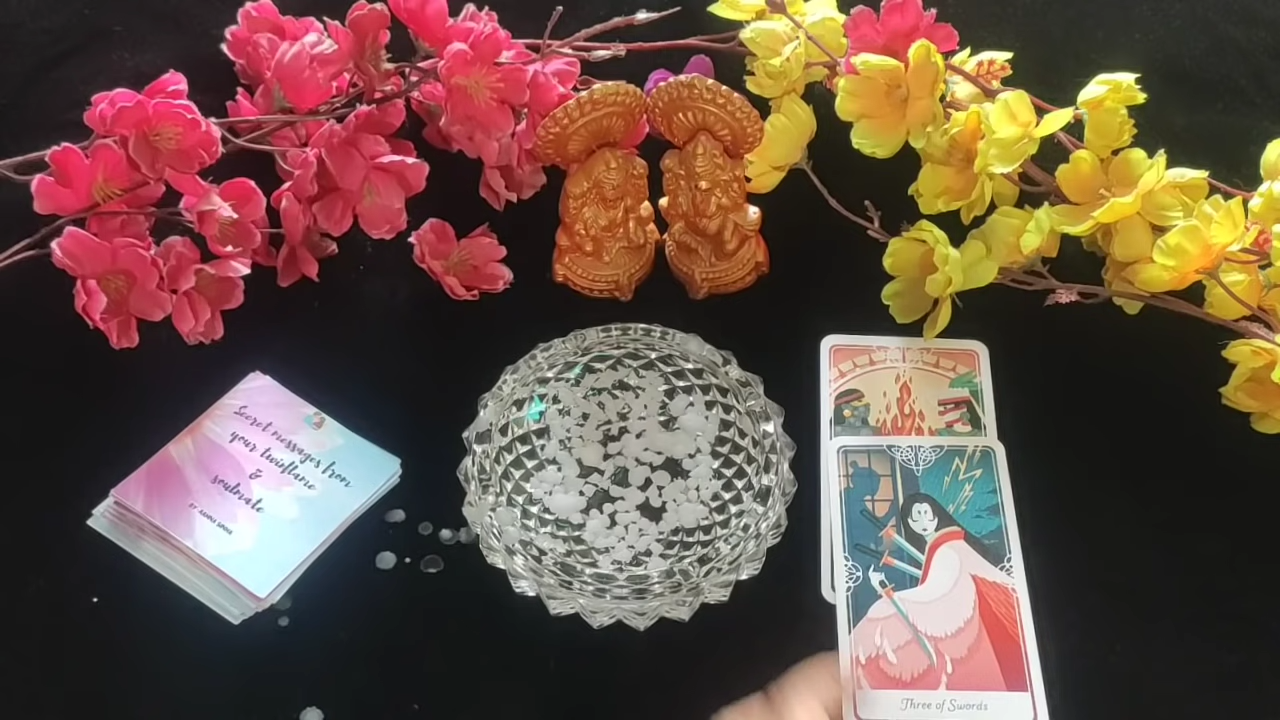 Secret messages from
your twinflame
&
soulmate
Three of Swords